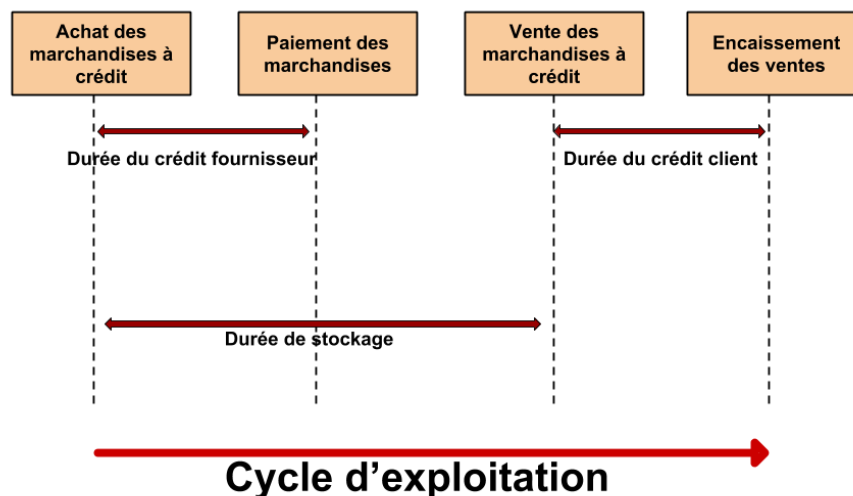 Achat des
marchandises à
crédit
Paiement des
marchandises
Vente des
marchandises à
crédit
Encaissement
des ventes
Durée du crédit fournisseur
Durée du crédit client
Durée de stockage
Cycle d'exploitation